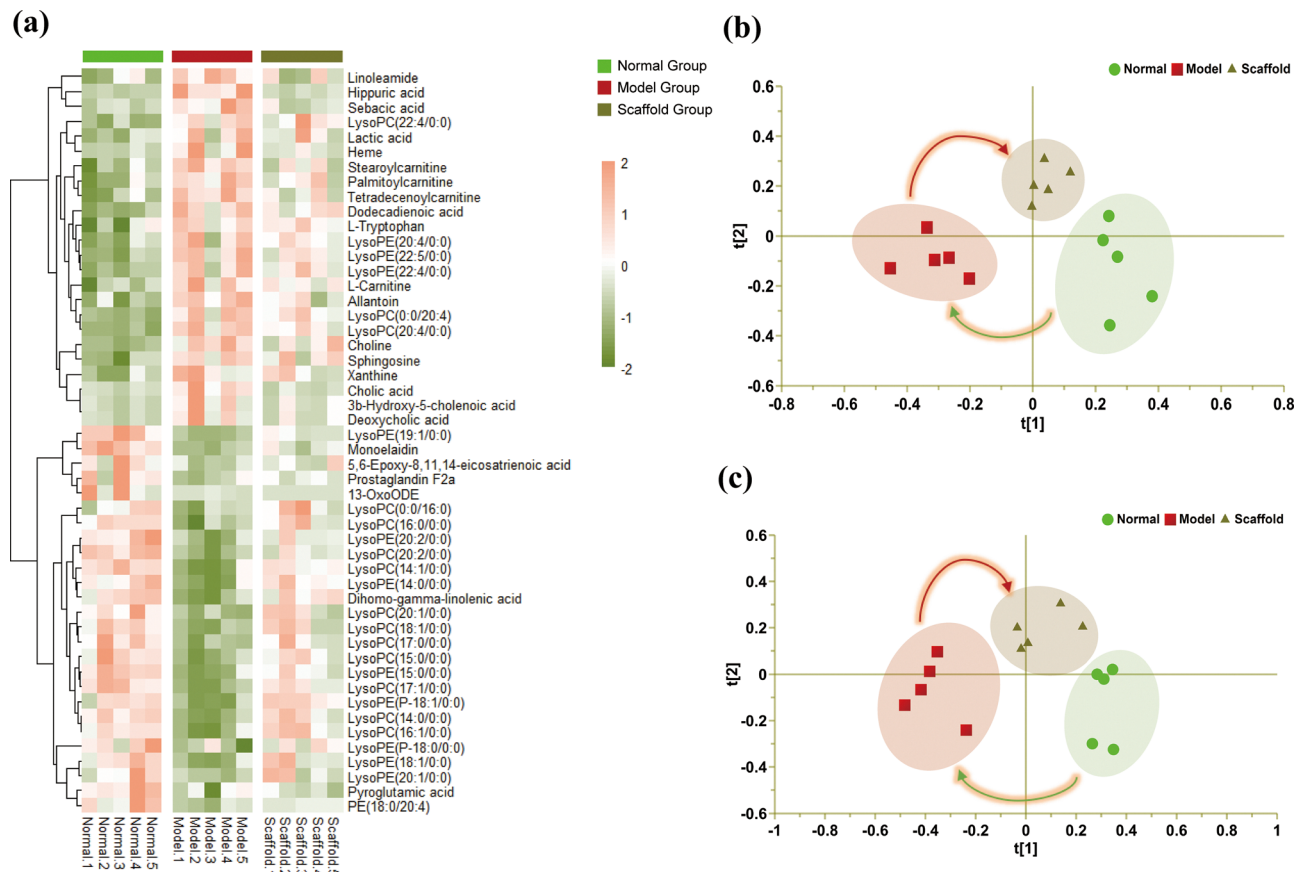 (a)
Normal Group
Model Group
Scaffold Group
2
1
0
-1
-2
Linoleamide
Hippuric acid
Sebacic acid
LysoPC(22:4/0:0)
Lactic acid
Heme
Stearoylcarnitine
Palmitoylcarnitine
Tetradecenoylcarnitine
Dodecadienoic acid
L-Tryptophan
LysoPE(20:4/0:0)
LysoPE(22:5/0:0)
LysoPE(22:4/0:0)
L-Carnitine
Allantoin
LysoPC(0:0/20:4)
LysoPC(20:4/0:0)
Choline
Sphingosine
Xanthine
Cholic acid
3b-Hydroxy-5-cholenoic acid
Deoxycholic acid
LysoPE(19:1/0:0)
Monoelaidin
5,6-Epoxy-8,11,14-eicosatrienoic acid
Prostaglandin F2a
13-OxoODE
LysoPC(0:0/16:0)
LysoPC(16:0/0:0)
LysoPE(20:2/0:0)
LysoPC(20:2/0:0)
LysoPC(14:1/0:0)
LysoPE(14:0/0:0)
Dihomo-gamma-linolenic acid
LysoPC(20:1/0:0)
LysoPC(18:1/0:0)
LysoPC(17:0/0:0)
LysoPC(15:0/0:0)
LysoPE(15:0/0:0)
LysoPC(17:1/0:0)
LysoPE(P-18:1/0:0)
LysoPC(14:0/0:0)
LysoPC(16:1/0:0)
LysoPE(P-18:0/0:0)
LysoPE(18:1/0:0)
LysoPE(20:1/0:0)
Pyroglutamic acid
PE(18:0/20:4)
Normal.1
Normal.2
Normal.3
Normal.4
Normal.5
Model.1
Model.2
Model.3
Model.4
Model.5
Scaffold.
Scaffold.
Scaffold.
Scaffold.
Scaffold.
(b)
Normal Model Scaffold
0.6
0.4
0.2
0
-0.2
-0.4
-0.6
t[2]
-0.8 -0.6 -0.4 -0.2 0 0.2 0.4 0.6 0.8
t[1]
(c)
Normal Model Scaffold
0.6
0.4
0.2
0
-0.2
-0.4
-0.6
t[2]
-1 -0.8 -0.6 -0.4 -0.2 0 0.2 0.4 0.6 0.8 1
t[1]